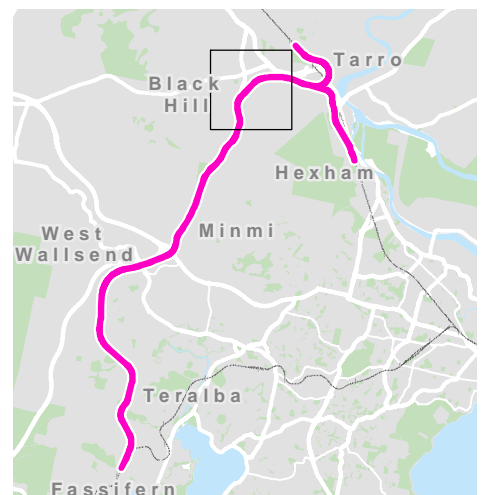 Tarro
Black
Hill
Hexham
Minmi
West
Wallsend
Teralba
Fassifern